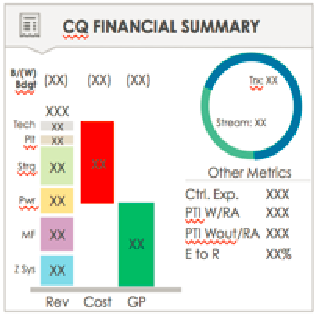 CQ FINANCIAL SUMMARY
B/(W)
Bdgt
(XX) (XX) (XX)
XXX
Tech XX
Plt XX
Strg XX
Pwr XX
MF XX
Z Sys XX
XX
XX
Rev Cost GP
Trx: XX
Stream: XX
Other Metrics
Ctrl. Exp. XXX
PTI W/RA XXX
PTI Wout/RA XXX
E to R XX%